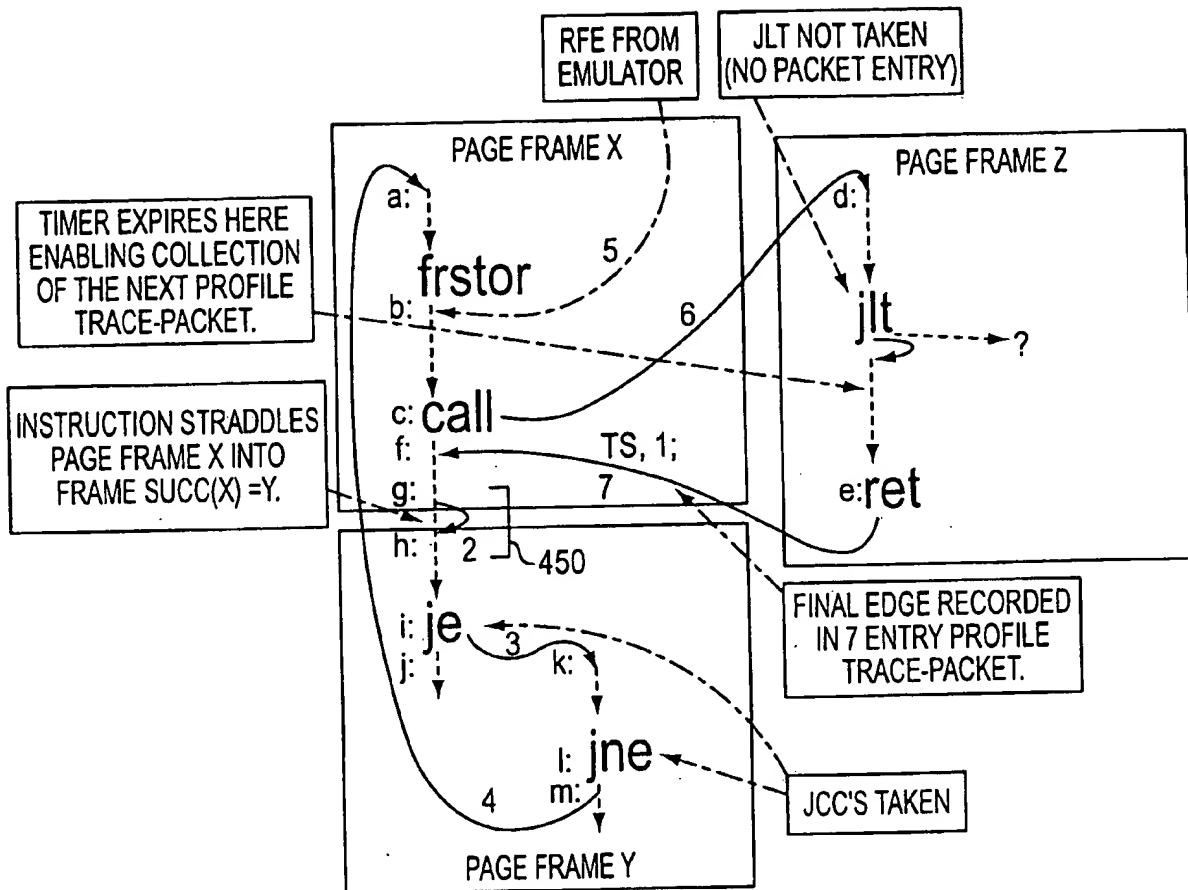 RFE FROM
EMULATOR
JLT NOT TAKEN
(NO PACKET ENTRY)
PAGE FRAME X
PAGE FRAME Z
TIMER EXPIRES HERE
ENABLING COLLECTION
OF THE NEXT PROFILE
TRACE-PACKET.
a:
frstor
b:
5
6
d:
jlt
?
INSTRUCTION STRADDLES
PAGE FRAME X INTO
FRAME SUCC(X) =Y.
c: call
f:
TS, 1;
7
e:ret
g:
h:
2
450
FINAL EDGE RECORDED
IN 7 ENTRY PROFILE
TRACE-PACKET.
i: je
j:
3
k:
l: jne
m:
4
JCC'S TAKEN
PAGE FRAME Y